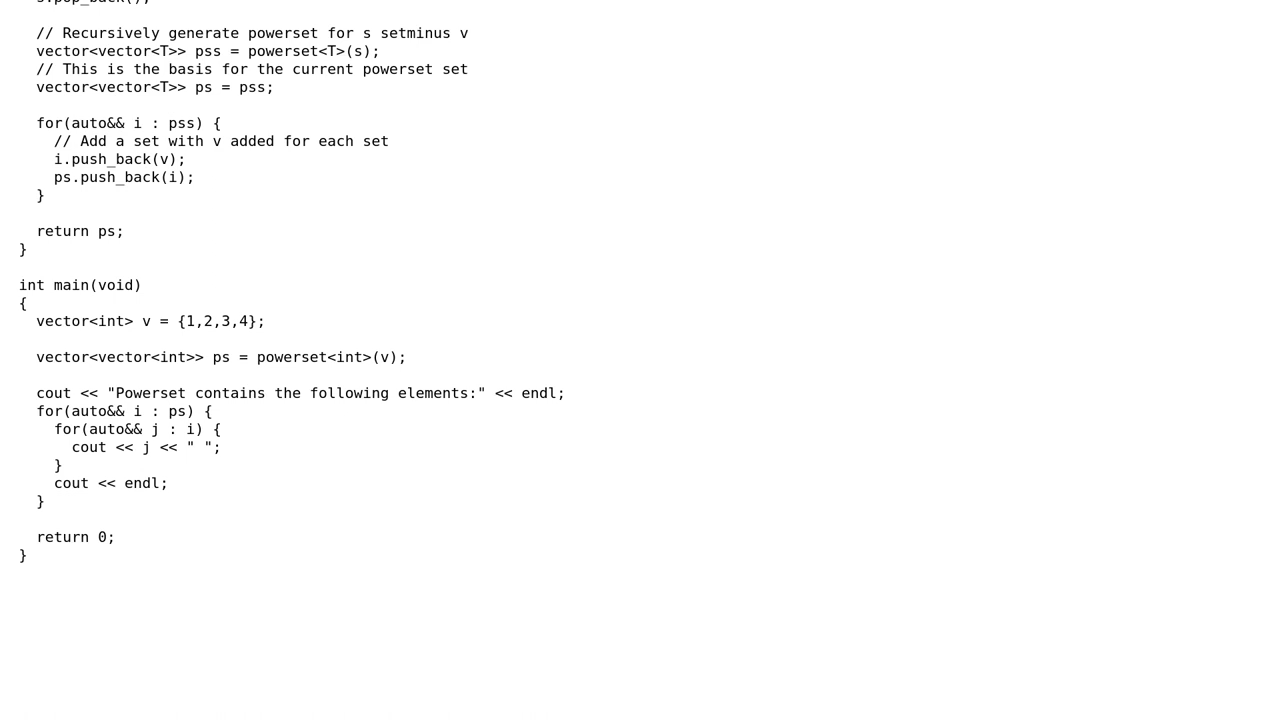 s.pop_back();
// Recursively generate powerset for s setminus v
vector<vector<T>> pss = powerset<T>(s);
// This is the basis for the current powerset set
vector<vector<T>> ps = pss;
for(auto&& i : pss) {
// Add a set with v added for each set
i.push_back(v);
ps.push_back(i);
}
return ps;
}
int main(void)
{
vector<int> v = {1,2,3,4};
vector<vector<int>> ps = powerset<int>(v);
cout << "Powerset contains the following elements:" << endl;
for(auto&& i : ps) {
for(auto&& j : i) {
cout << j << " ";
}
cout << endl;
}
return 0;
}